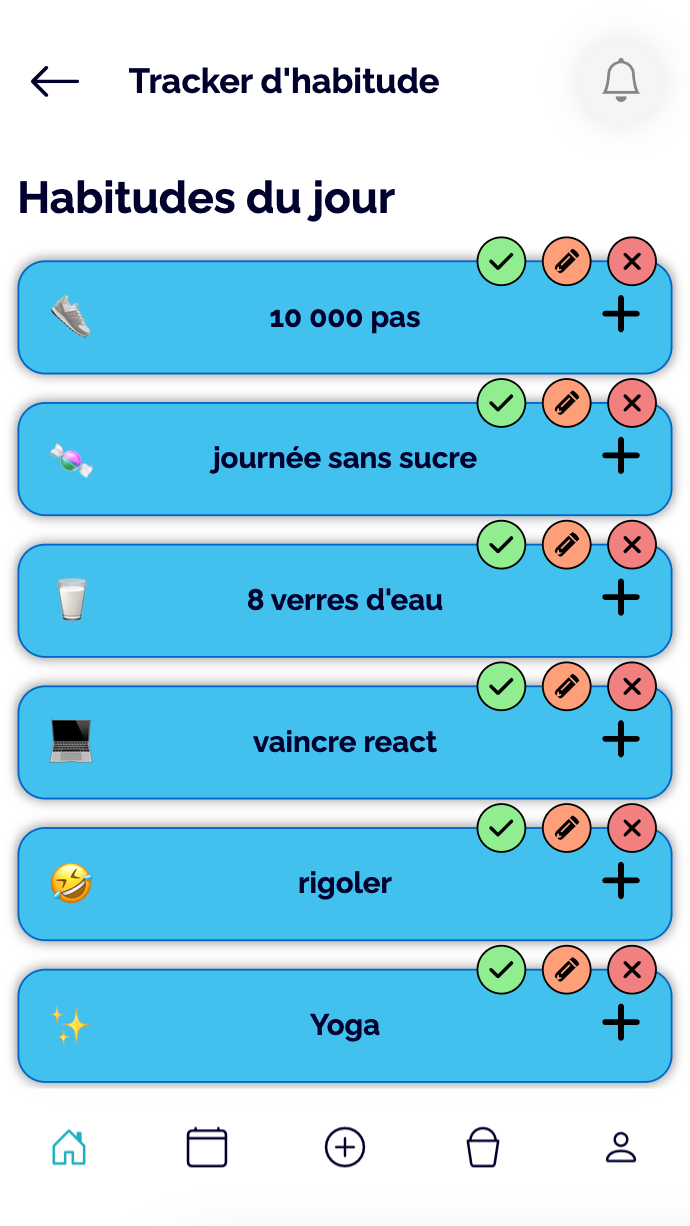 Tracker d'habitude
Habitudes du jour
10 000 pas
journée sans sucre
8 verres d'eau
vaincre react
rigoler
Yoga